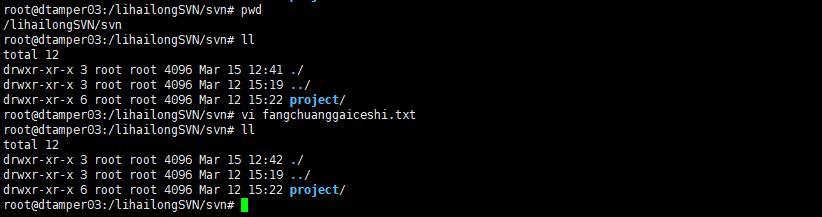 root@dtamper03:/lihailongSVN/svn# pwd
/lihailongSVN/svn
root@dtamper03:/lihailongSVN/svn# ll
total 12
drwxr-xr-x 3 root root 4096 Mar 15 12:41 ./
drwxr-xr-x 3 root root 4096 Mar 12 15:19 ../
drwxr-xr-x 6 root root 4096 Mar 12 15:22 project/
root@dtamper03:/lihailongSVN/svn# vi fangchuanggaiceshi.txt
root@dtamper03:/lihailongSVN/svn# ll
total 12
drwxr-xr-x 3 root root 4096 Mar 15 12:42 ./
drwxr-xr-x 3 root root 4096 Mar 12 15:19 ../
drwxr-xr-x 6 root root 4096 Mar 12 15:22 project/
root@dtamper03:/lihailongSVN/svn#